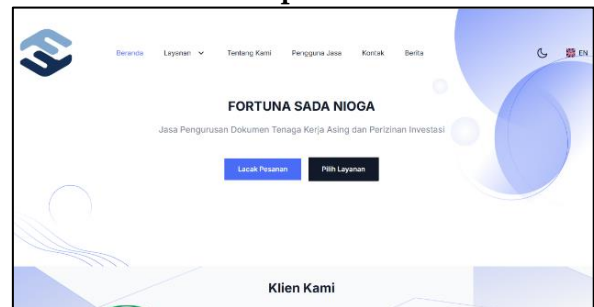 Beranda Layanan Tentang Kami Pengguna Jasa Kontak Berita EN
FORTUNA SADA NIOGA
Jasa Pengurusan Dokumen Tenaga Kerja Asing dan Perizinan Investasi
Lacak Pesanan Pilih Layanan
Klien Kami